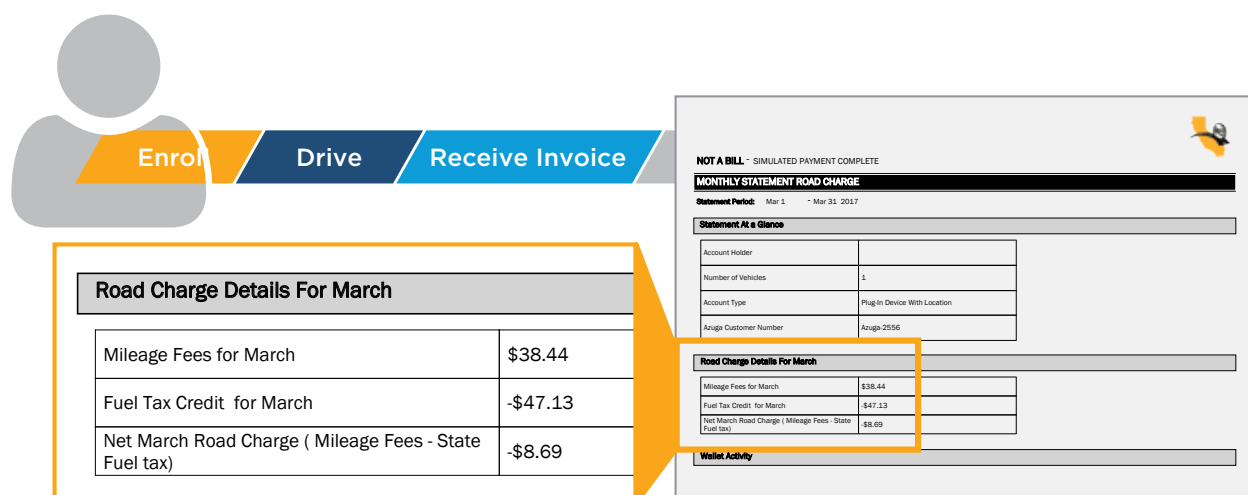 Enroll
Drive
Receive Invoice
NOT A BILL - SIMULATED PAYMENT COMPLETE
MONTHLY STATEMENT ROAD CHARGE
Statement Period: Mar 1 - Mar 31 2017
Statement At a Glance
Account Holder
Number of Vehicles 1
Account Type Plug-In Device With Location
Azuga Customer Number Azuga-2556
Road Charge Details For March
Mileage Fees for March $38.44
Fuel Tax Credit for March -$47.13
Net March Road Charge ( Mileage Fees - State
Fuel tax) -$8.69
Wallet Activity
Road Charge Details For March
Mileage Fees for March $38.44
Fuel Tax Credit for March -$47.13
Net March Road Charge ( Mileage Fees - State
Fuel tax) -$8.69